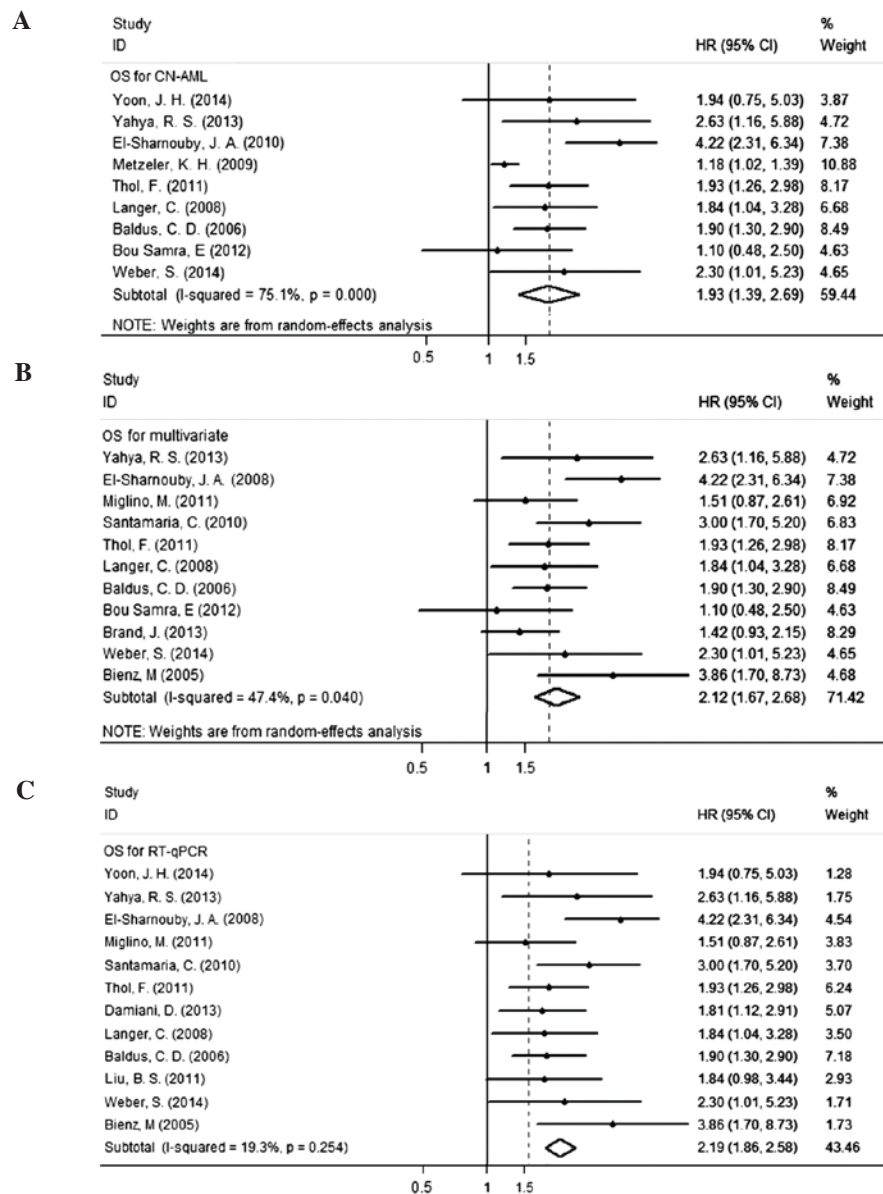 A
Study %
ID HR (95% CI) Weight
OS for CN-AML
Yoon, J. H. (2014) 1.94 (0.75, 5.03) 3.87
Yahya, R. S. (2013) 2.63 (1.16, 5.88) 4.72
El-Sharnouby, J. A. (2010) 4.22 (2.31, 6.34) 7.38
Metzeler, K. H. (2009) 1.18 (1.02, 1.39) 10.88
Thol, F. (2011) 1.93 (1.26, 2.98) 8.17
Langer, C. (2008) 1.84 (1.04, 3.28) 6.68
Baldus, C. D. (2006) 1.90 (1.30, 2.90) 8.49
Bou Samra, E (2012) 1.10 (0.48, 2.50) 4.63
Weber, S. (2014) 2.30 (1.01, 5.23) 4.65
Subtotal (I-squared = 75.1%, p = 0.000) 1.93 (1.39, 2.69) 59.44
NOTE: Weights are from random-effects analysis
0.5 1 1.5
B
Study %
ID HR (95% CI) Weight
OS for multivariate
Yahya, R. S. (2013) 2.63 (1.16, 5.88) 4.72
El-Sharnouby, J. A. (2008) 4.22 (2.31, 6.34) 7.38
Miglino, M. (2011) 1.51 (0.87, 2.61) 6.92
Santamaria, C. (2010) 3.00 (1.70, 5.20) 6.83
Thol, F. (2011) 1.93 (1.26, 2.98) 8.17
Langer, C. (2008) 1.84 (1.04, 3.28) 6.68
Baldus, C. D. (2006) 1.90 (1.30, 2.90) 8.49
Bou Samra, E (2012) 1.10 (0.48, 2.50) 4.63
Brand, J. (2013) 1.42 (0.93, 2.15) 8.29
Weber, S. (2014) 2.30 (1.01, 5.23) 4.65
Bienz, M (2005) 3.86 (1.70, 8.73) 4.68
Subtotal (I-squared = 47.4%, p = 0.040) 2.12 (1.67, 2.68) 71.42
NOTE: Weights are from random-effects analysis
0.5 1 1.5
C
Study %
ID HR (95% CI) Weight
OS for RT-qPCR
Yoon, J. H. (2014) 1.94 (0.75, 5.03) 1.28
Yahya, R. S. (2013) 2.63 (1.16, 5.88) 1.75
El-Sharnouby, J. A. (2008) 4.22 (2.31, 6.34) 4.54
Miglino, M. (2011) 1.51 (0.87, 2.61) 3.83
Santamaria, C. (2010) 3.00 (1.70, 5.20) 3.70
Thol, F. (2011) 1.93 (1.26, 2.98) 6.24
Damiani, D. (2013) 1.81 (1.12, 2.91) 5.07
Langer, C. (2008) 1.84 (1.04, 3.28) 3.50
Baldus, C. D. (2006) 1.90 (1.30, 2.90) 7.18
Liu, B. S. (2011) 1.84 (0.98, 3.44) 2.93
Weber, S. (2014) 2.30 (1.01, 5.23) 1.71
Bienz, M (2005) 3.86 (1.70, 8.73) 1.73
Subtotal (I-squared = 19.3%, p = 0.254) 2.19 (1.86, 2.58) 43.46
0.5 1 1.5